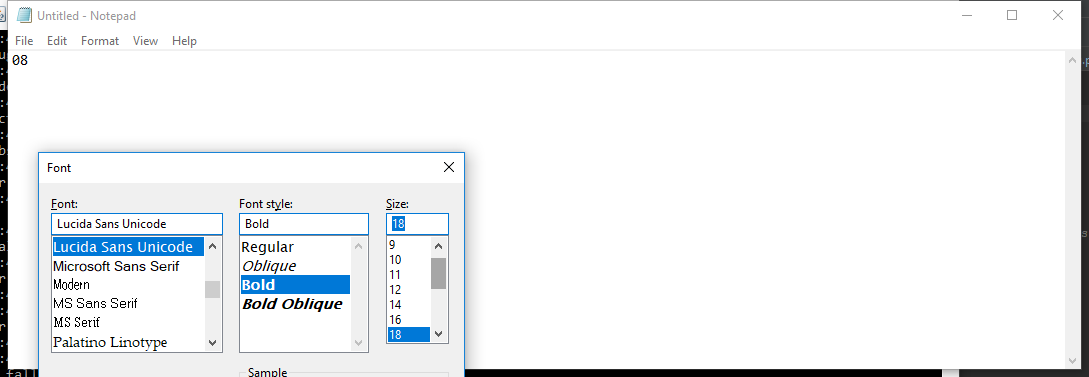 Untitled - Notepad
File Edit Format View Help
08
Font
Font: Font style: Size:
Lucida Sans Unicode Bold 18
Lucida Sans Unicode Regular 9
Microsoft Sans Serif Oblique 10
Modern Bold 11
MS Sans Serif Bold Oblique 12
MS Serif 14
Palatino Linotype 16
18
Sample